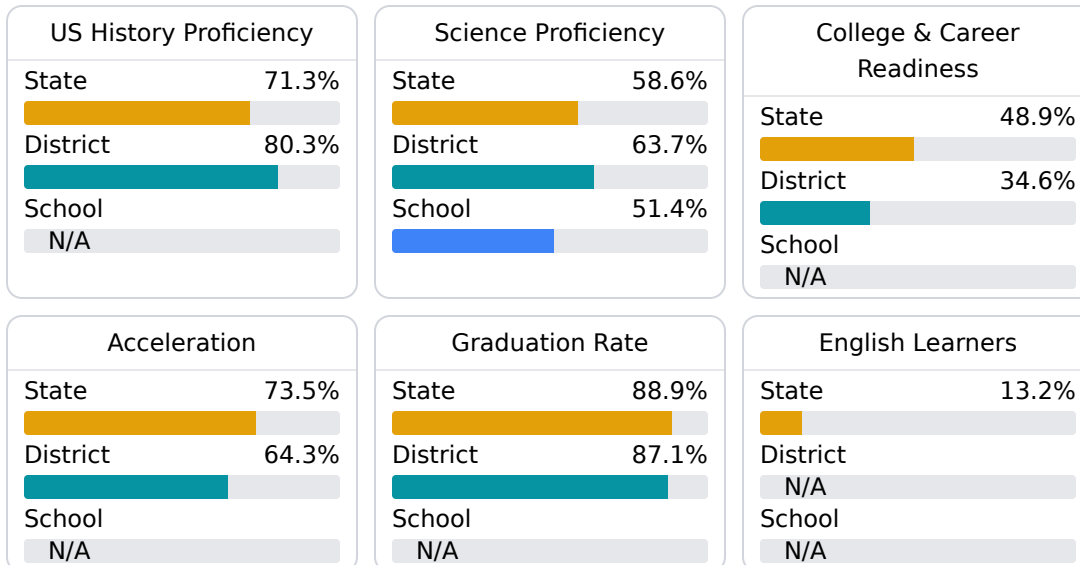 US History Proficiency
State 71.3%
District 80.3%
School
N/A
Science Proficiency
State 58.6%
District 63.7%
School 51.4%
College & Career
Readiness
State 48.9%
District 34.6%
School
N/A
Acceleration
State 73.5%
District 64.3%
School
N/A
Graduation Rate
State 88.9%
District 87.1%
School
N/A
English Learners
State 13.2%
District
N/A
School
N/A